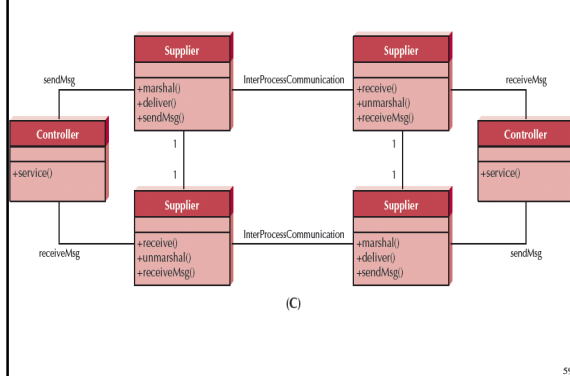 Supplier
+marshal()
+deliver()
+sendMsg()
InterProcessCommunication
Supplier
+receive()
+unmarshal()
+receiveMsg()
sendMsg
receiveMsg
Controller
+service()
Controller
+service()
1
1
1
1
Supplier
+receive()
+unmarshal()
+receiveMsg()
InterProcessCommunication
Supplier
+marshal()
+deliver()
+sendMsg()
receiveMsg
sendMsg
(C)
59